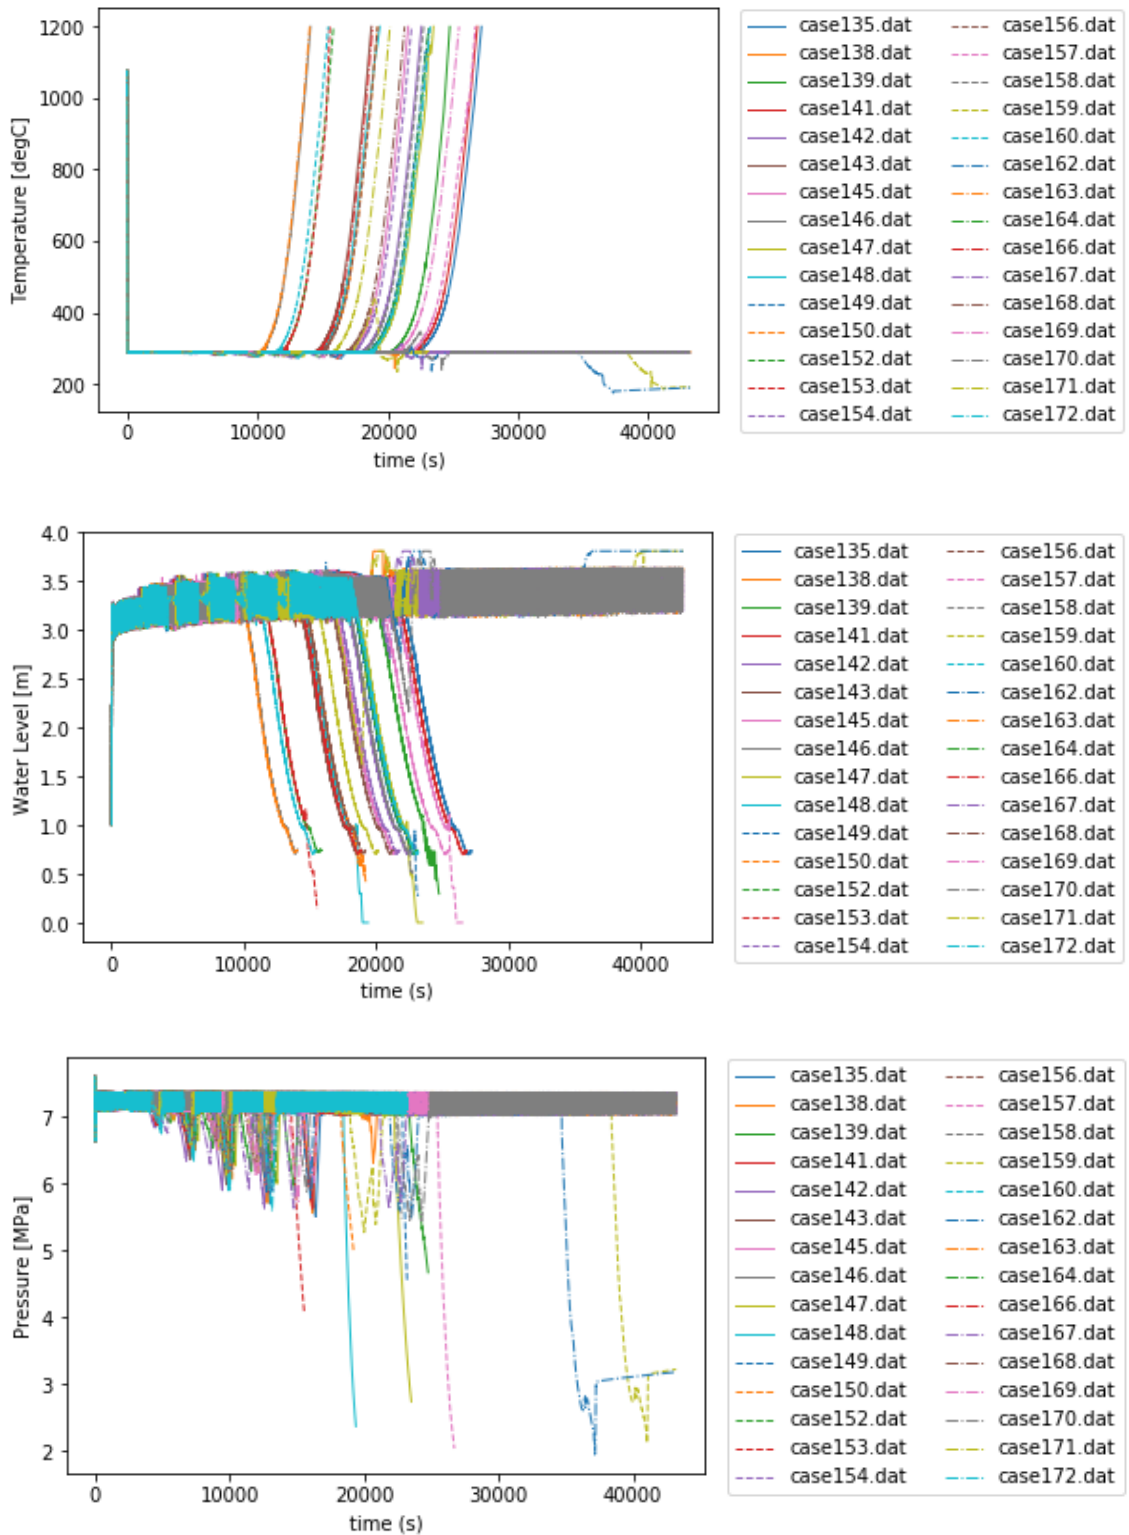 1200
1000
800
600
400
200
Temperature [degC]
0 10000 20000 30000 40000
time (s)
case135.dat case156.dat
case138.dat case157.dat
case139.dat case158.dat
case141.dat case159.dat
case142.dat case160.dat
case143.dat case162.dat
case145.dat case163.dat
case146.dat case164.dat
case147.dat case166.dat
case148.dat case167.dat
case149.dat case168.dat
case150.dat case169.dat
case152.dat case170.dat
case153.dat case171.dat
case154.dat case172.dat
4.0
3.5
3.0
2.5
2.0
1.5
1.0
0.5
0.0
Water Level [m]
0 10000 20000 30000 40000
time (s)
case135.dat case156.dat
case138.dat case157.dat
case139.dat case158.dat
case141.dat case159.dat
case142.dat case160.dat
case143.dat case162.dat
case145.dat case163.dat
case146.dat case164.dat
case147.dat case166.dat
case148.dat case167.dat
case149.dat case168.dat
case150.dat case169.dat
case152.dat case170.dat
case153.dat case171.dat
case154.dat case172.dat
7
6
5
4
3
2
Pressure [MPa]
0 10000 20000 30000 40000
time (s)
case135.dat case156.dat
case138.dat case157.dat
case139.dat case158.dat
case141.dat case159.dat
case142.dat case160.dat
case143.dat case162.dat
case145.dat case163.dat
case146.dat case164.dat
case147.dat case166.dat
case148.dat case167.dat
case149.dat case168.dat
case150.dat case169.dat
case152.dat case170.dat
case153.dat case171.dat
case154.dat case172.dat